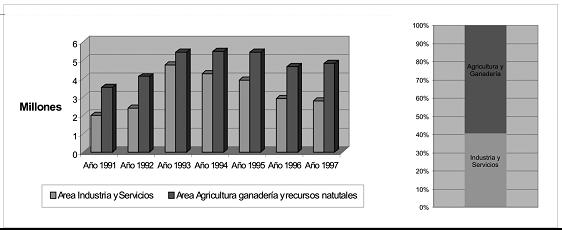 Millones
6
5
4
3
2
1
0
Año 1991 Año 1992 Año 1993 Año 1994 Año 1995 Año 1996 Año 1997
Area Industria y Servicios Area Agricultura ganadería y recursos natutales
100%
90%
80%
70%
60%
50%
40%
30%
20%
10%
0%
Agricultura y
Ganadería
Industria y
Servicios